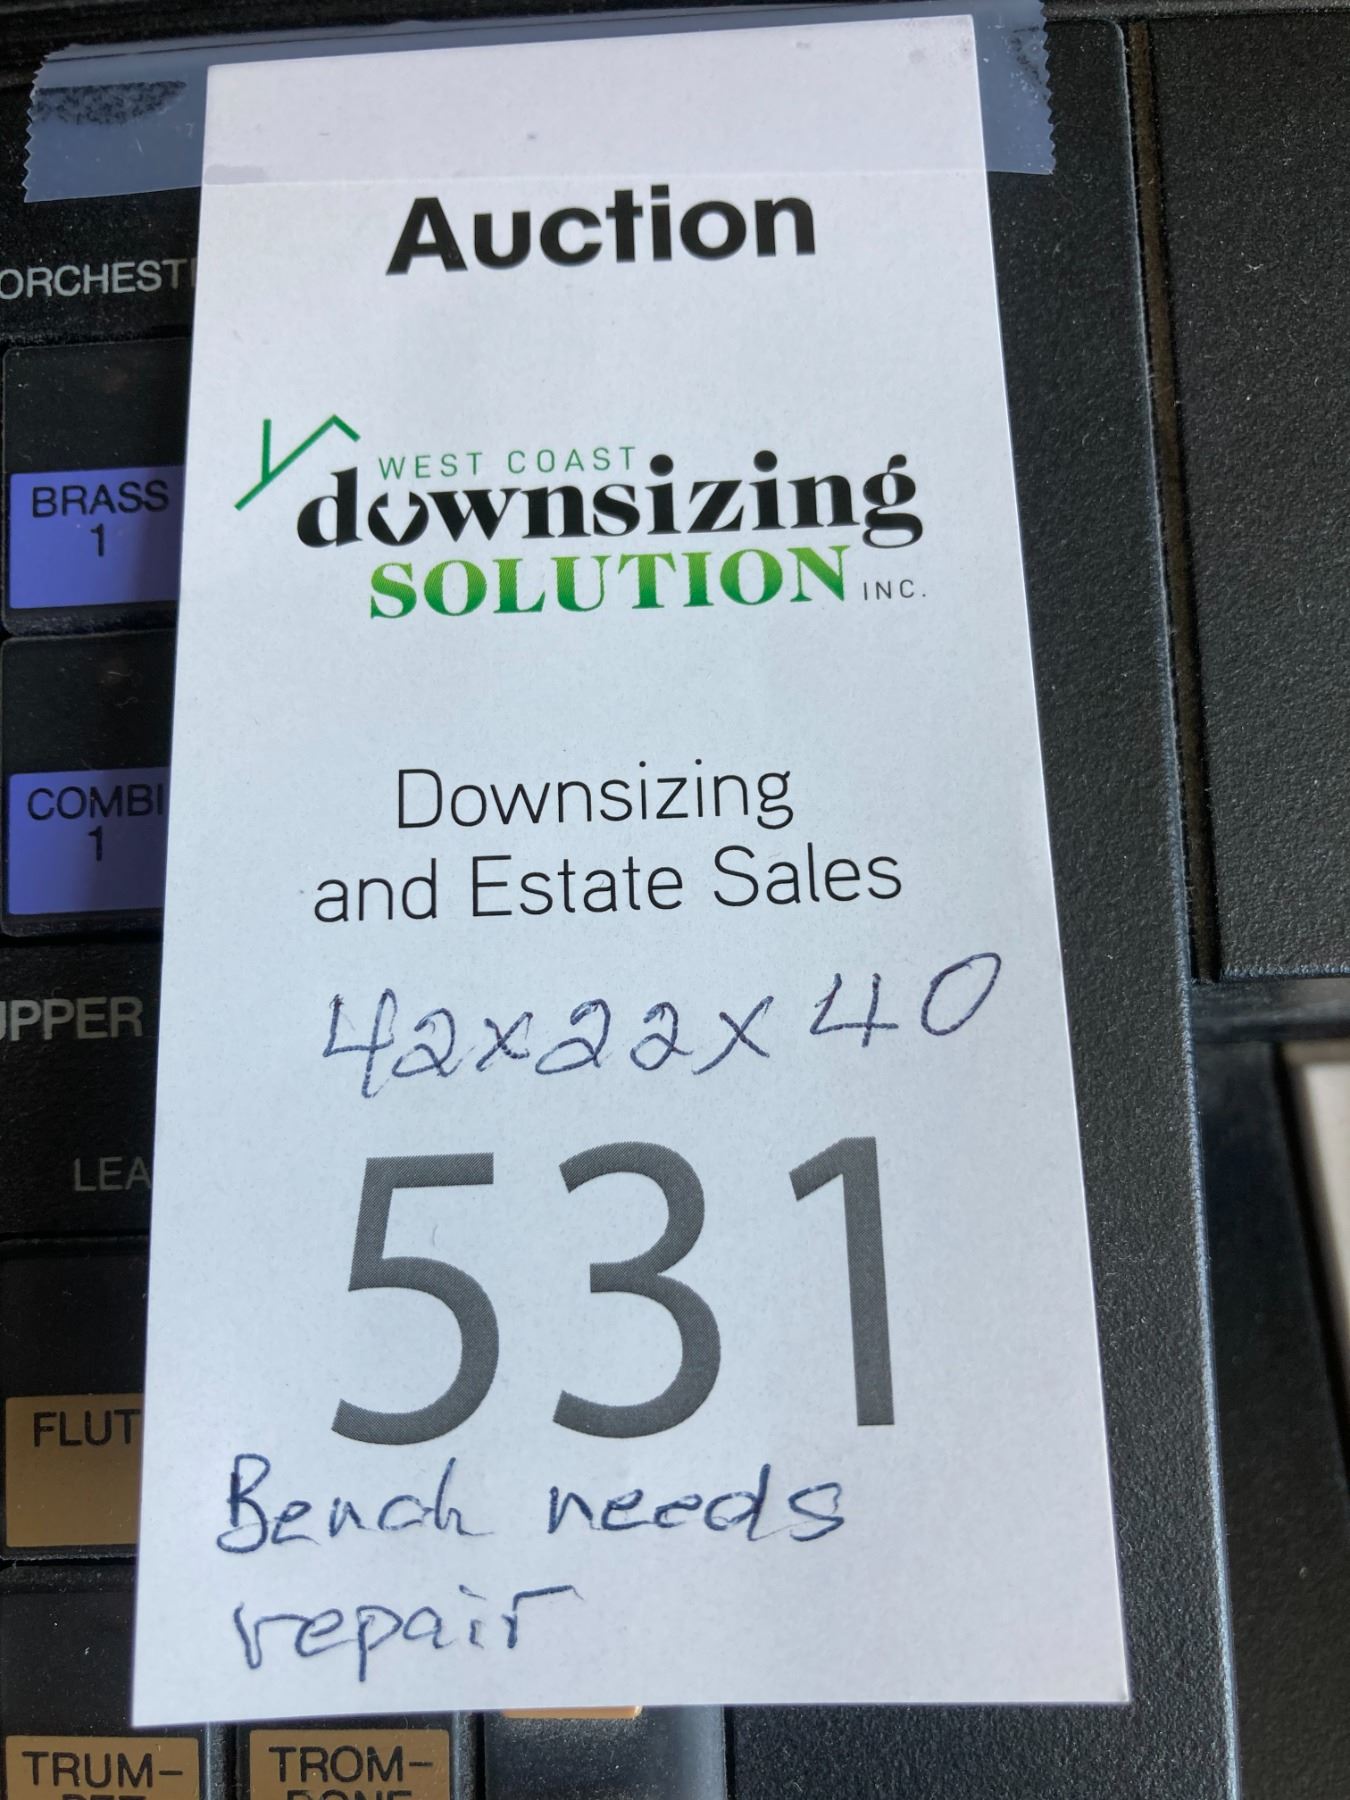 Auction
WEST COAST
downsizing
SOLUTION INC.
Downsizing
and Estate Sales
42x22x40
531
Bench needs
repair
ORCHEST
BRASS
1
COMBI
1
UPPER
LEA
FLUT
TRUM-
TROM-